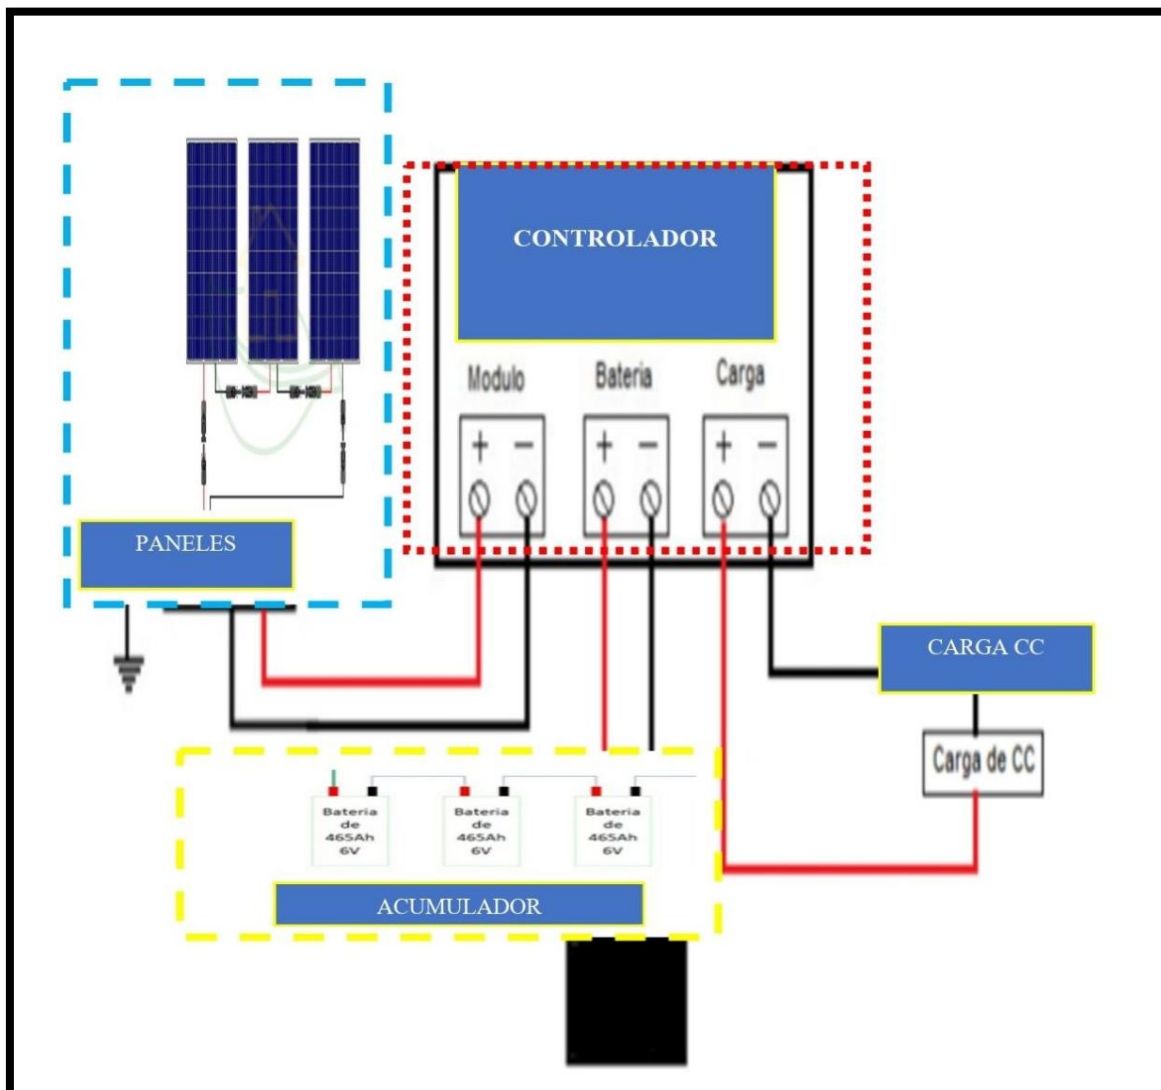 CONTROLADOR
Modulo
Bateria
Carga
+ −
+ −
+ −
PANELES
CARGA CC
Carga de CC
Bateria
de
465Ah
6V
Bateria
de
465Ah
6V
Bateria
de
465Ah
6V
ACUMULADOR